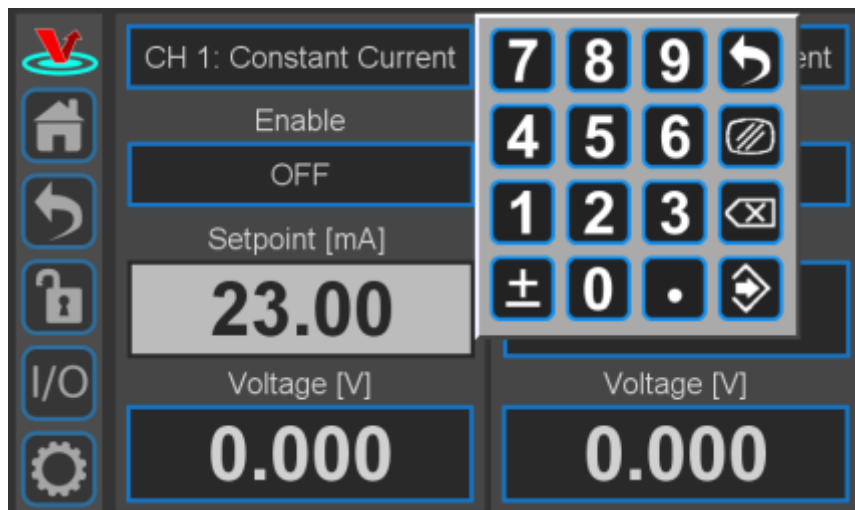 CH 1: Constant Current
Enable
OFF
Setpoint [mA]
23.00
Voltage [V]
0.000
I/O
7 8 9
4 5 6
1 2 3
± 0 .
Voltage [V]
0.000